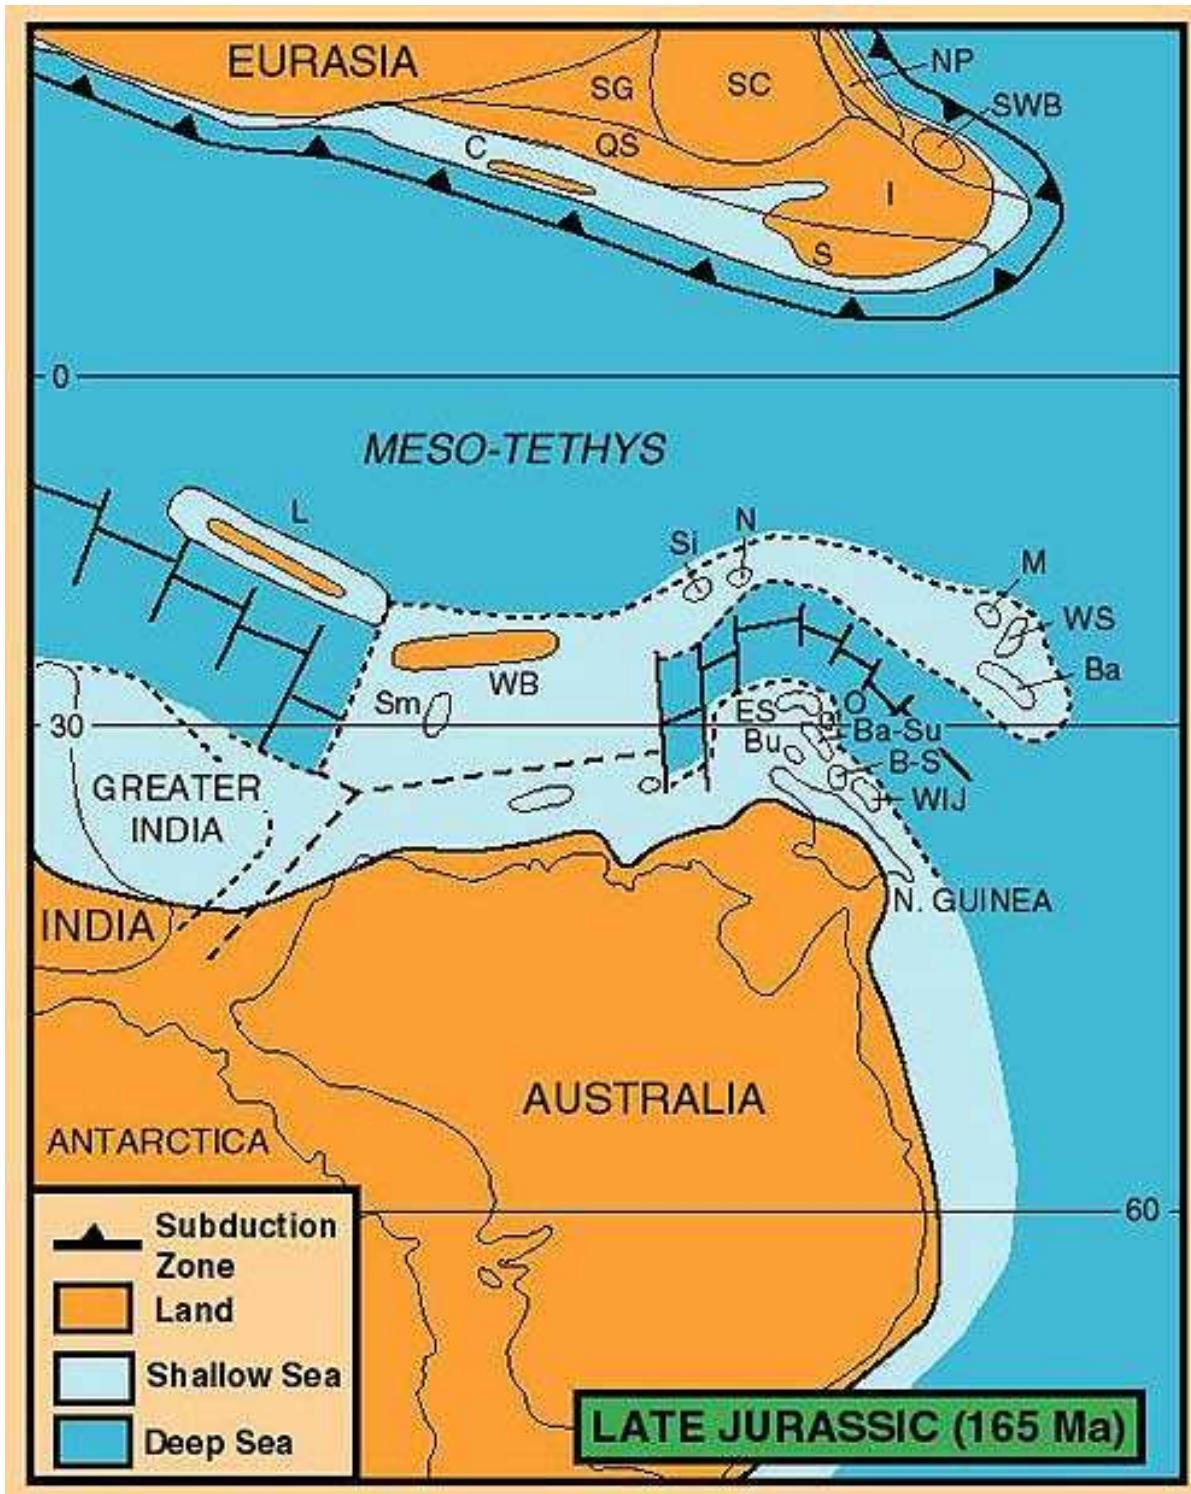 EURASIA
NP
SG
SC
SWB
C
QS
I
S
0
MESO-TETHYS
L
N
Si
M
WS
Ba
WB
Sm
ES
O
30
Ba-Su
Bu
B-S
GREATER
INDIA
WIJ
N. GUINEA
INDIA
AUSTRALIA
ANTARCTICA
60
Subduction
Zone
Land
Shallow Sea
Deep Sea
LATE JURASSIC (165 Ma)